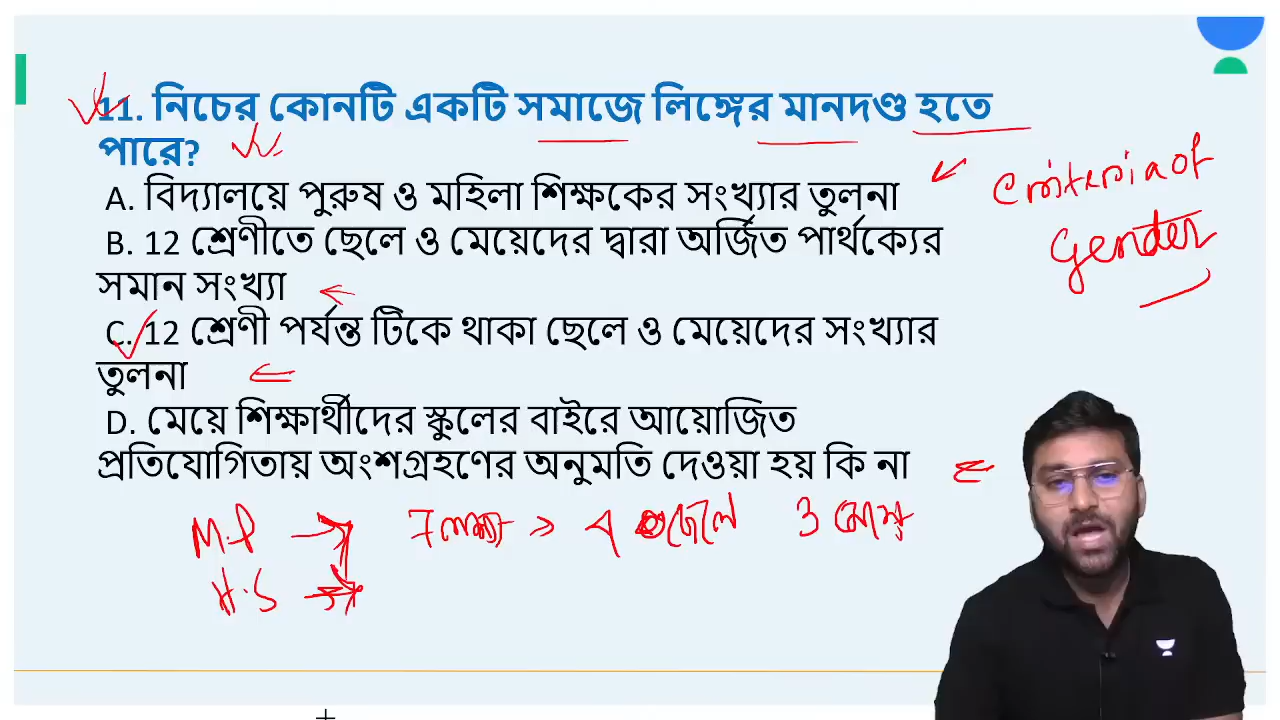 11. নিচের কোনটি একটি সমাজে লিঙ্গের মানদণ্ড হতে
পারে?
A. বিদ্যালয়ে পুরুষ ও মহিলা শিক্ষকের সংখ্যার তুলনা
Criteria of
B. 12 শ্রেণীতে ছেলে ও মেয়েদের দ্বারা অর্জিত পার্থক্যের
gender
সমান সংখ্যা
C. 12 শ্রেণী পর্যন্ত টিকে থাকা ছেলে ও মেয়েদের সংখ্যার
তুলনা
D. মেয়ে শিক্ষার্থীদের স্কুলের বাইরে আয়োজিত
প্রতিযোগিতায় অংশগ্রহণের অনুমতি দেওয়া হয় কি না
M.P → 7 ছেলে 3
H.S →